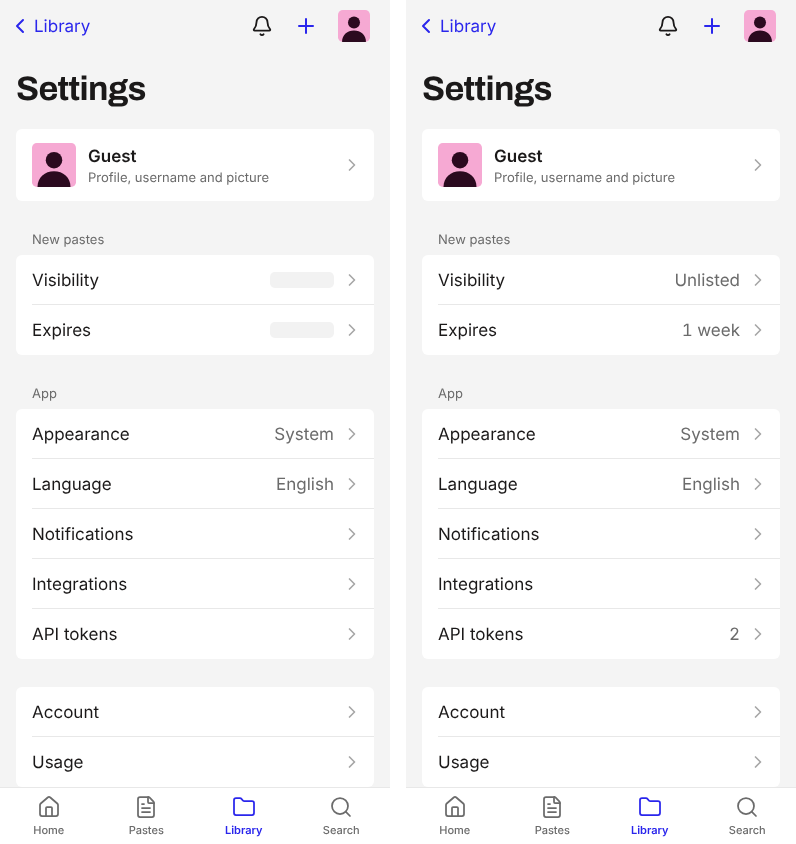 Library
Settings
Guest
Profile, username and picture
New pastes
Visibility
Expires
App
Appearance System
Language English
Notifications
Integrations
API tokens
Account
Usage
Home Pastes Library Search
Library
Settings
Guest
Profile, username and picture
New pastes
Visibility Unlisted
Expires 1 week
App
Appearance System
Language English
Notifications
Integrations
API tokens 2
Account
Usage
Home Pastes Library Search